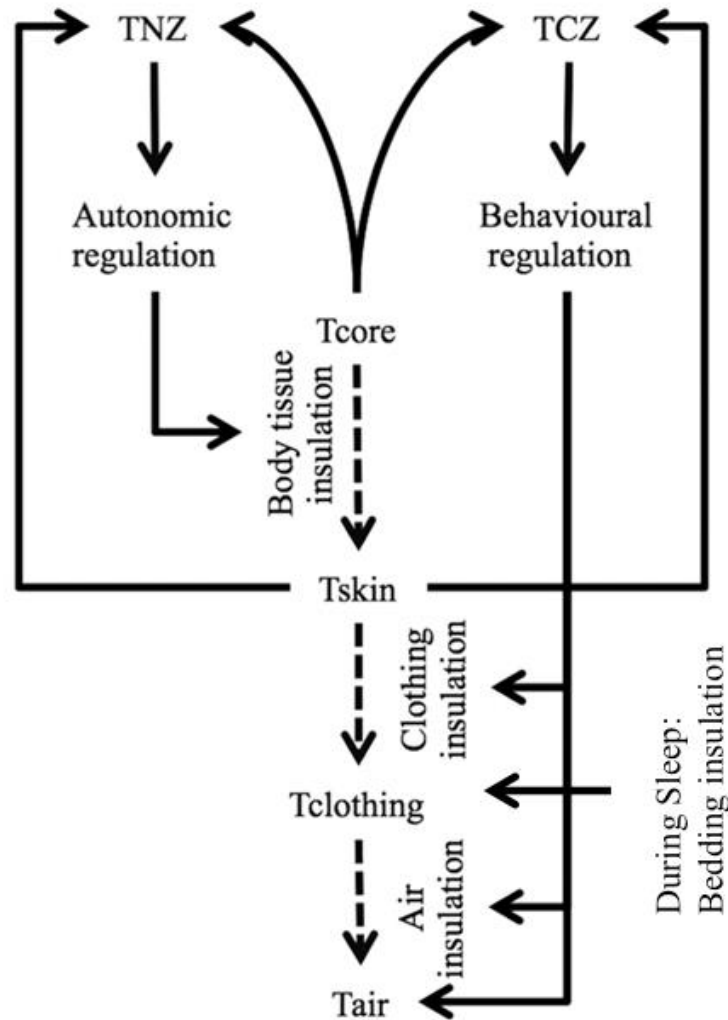 TNZ
TCZ
Autonomic
regulation
Behavioural
regulation
Tcore
Body tissue
insulation
Tskin
Clothing
insulation
During Sleep:
Bedding insulation
Tclothing
Air
insulation
Tair